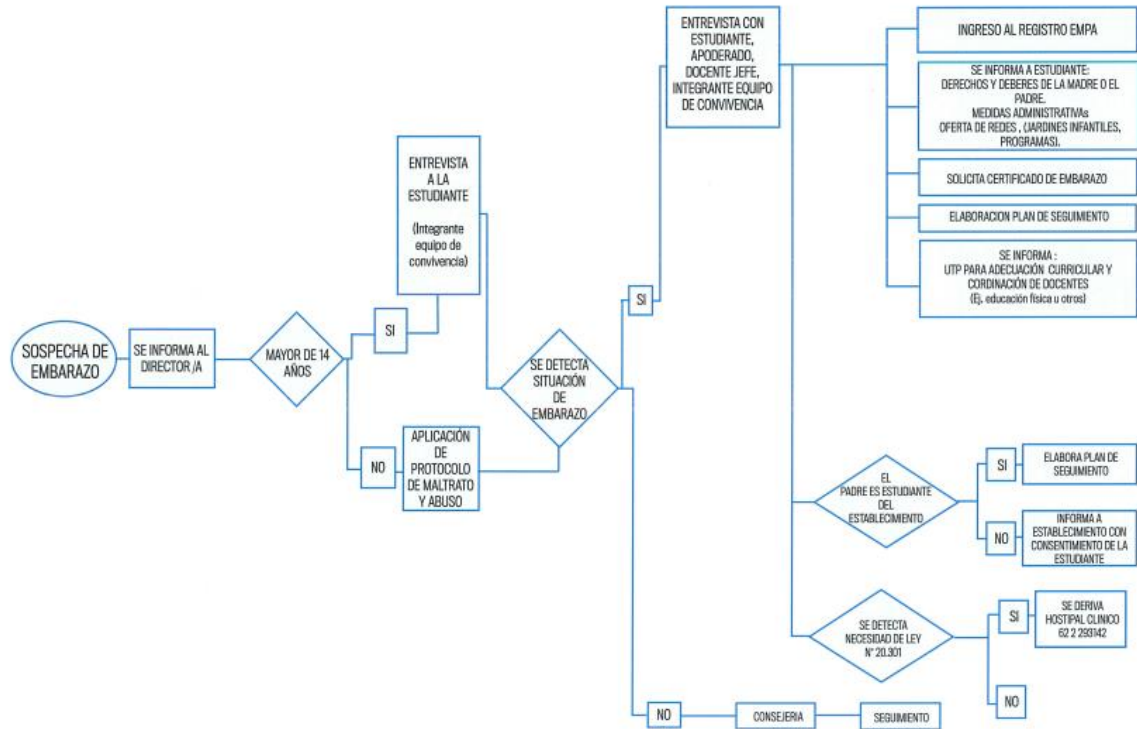 SOSPECHA DE
EMBARAZO
SE INFORMA AL
DIRECTOR /A
MAYOR DE 14
AÑOS
SI
ENTREVISTA
A LA
ESTUDIANTE
(Integrante
equipo de
convivencia)
NO
APLICACIÓN
DE
PROTOCOLO
DE MALTRATO
Y ABUSO
SE DETECTA
SITUACIÓN
DE
EMBARAZO
SI
ENTREVISTA CON
ESTUDIANTE,
APODERADO,
DOCENTE JEFE,
INTEGRANTE EQUIPO
DE CONVIVENCIA
INGRESO AL REGISTRO EMPA
SE INFORMA A ESTUDIANTE:
DERECHOS Y DEBERES DE LA MADRE O EL
PADRE.
MEDIDAS ADMINISTRATIVAs
OFERTA DE REDES , (JARDINES INFANTILES,
PROGRAMAS).
SOLICITA CERTIFICADO DE EMBARAZO
ELABORACION PLAN DE SEGUIMIENTO
SE INFORMA :
UTP PARA ADECUACIÓN CURRICULAR Y
CORDINACIÓN DE DOCENTES
(Ej. educación física u otros)
EL
PADRE ES ESTUDIANTE
DEL
ESTABLECIMIENTO
SI
ELABORA PLAN DE
SEGUIMIENTO
NO
INFORMA A
ESTABLECIMIENTO CON
CONSENTIMIENTO DE LA
ESTUDIANTE
SE DETECTA
NECESIDAD DE LEY
N° 20.301
SI
SE DERIVA
HOSTIPAL CLINICO
62 2 293142
NO
NO
CONSEJERIA
SEGUIMIENTO